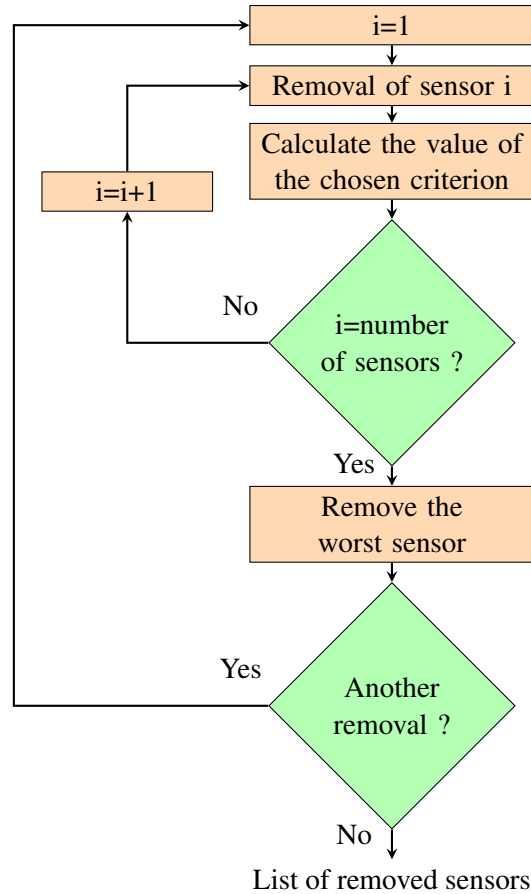 i=1
Removal of sensor i
Calculate the value of
the chosen criterion
i=i+1
No
i=number
of sensors ?
Yes
Remove the
worst sensor
Yes
Another
removal ?
No
List of removed sensors